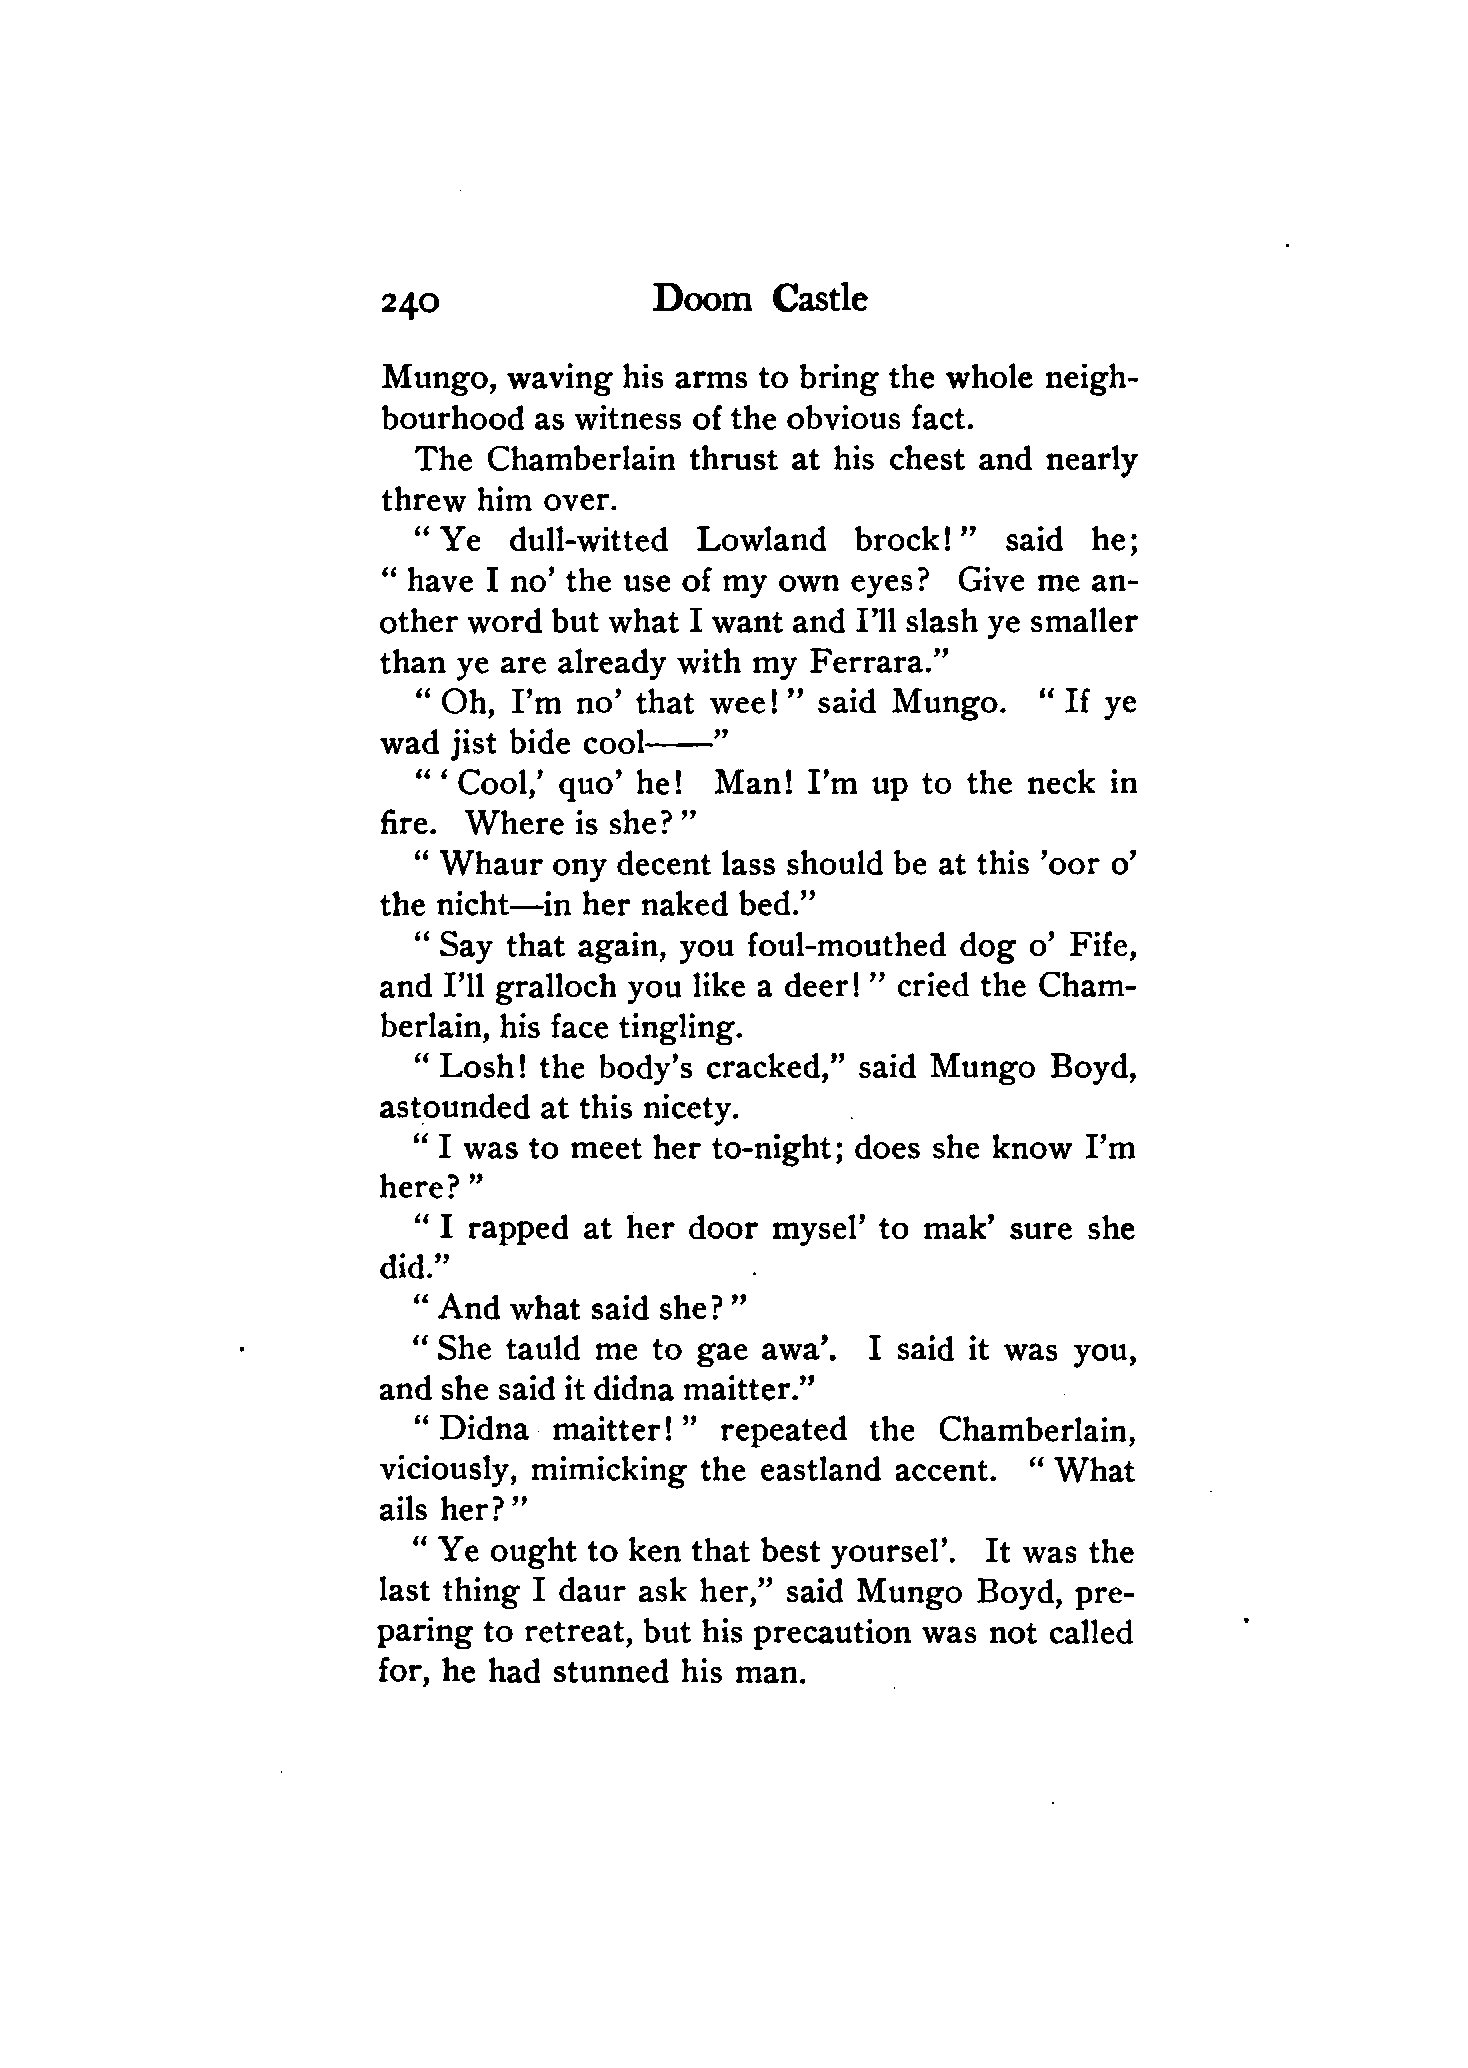 240 Doom Castle
Mungo, waving his arms to bring the whole neigh-
bourhood as witness of the obvious fact.
The Chamberlain thrust at his chest and nearly
threw him over.
“ Ye dull-witted Lowland brock! ” said he;
“ have I no’ the use of my own eyes? Give me an-
other word but what I want and I’ll slash ye smaller
than ye are already with my Ferrara.”
“ Oh, I’m no’ that wee! ” said Mungo. “ If ye
wad jist bide cool——”
“ ‘ Cool,’ quo’ he! Man! I’m up to the neck in
fire. Where is she? ”
“ Whaur ony decent lass should be at this ’oor o’
the nicht—in her naked bed.”
“ Say that again, you foul-mouthed dog o’ Fife,
and I’ll gralloch you like a deer! ” cried the Cham-
berlain, his face tingling.
“ Losh! the body’s cracked,” said Mungo Boyd,
astounded at this nicety.
“ I was to meet her to-night; does she know I’m
here? ”
“ I rapped at her door mysel’ to mak’ sure she
did.”
“ And what said she? ”
“ She tauld me to gae awa’. I said it was you,
and she said it didna maitter.”
“ Didna maitter! ” repeated the Chamberlain,
viciously, mimicking the eastland accent. “ What
ails her? ”
“ Ye ought to ken that best yoursel’. It was the
last thing I daur ask her,” said Mungo Boyd, pre-
paring to retreat, but his precaution was not called
for, he had stunned his man.